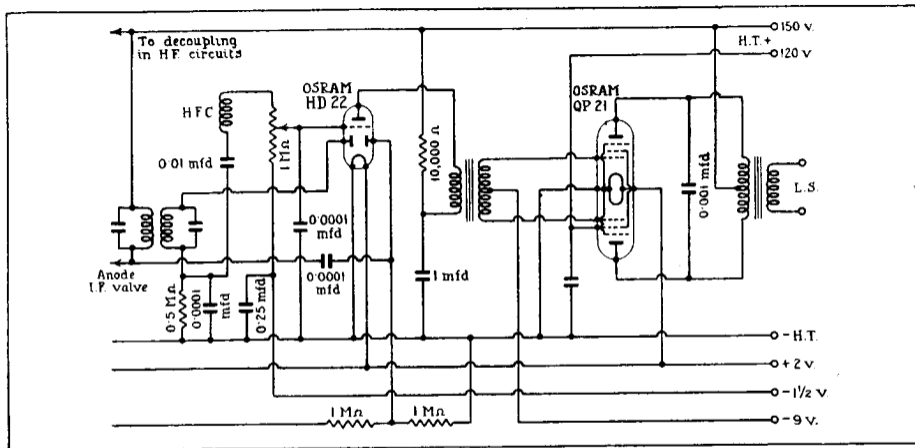 To decoupling
in H.F. circuits
HFC
0·01 mfd
1 MΩ
OSRAM
HD 22
10,000 Ω
OSRAM
QP 21
H.T.+
150 v.
120 v.
0·001 mfd
L.S.
Anode
I.F. valve
0·5 MΩ
0·0001
mfd
0·25 mfd
0·0001
mfd
0·0001
mfd
1 mfd
-H.T.
+2 v.
-1½ v.
-9 v.
1 MΩ
1 MΩ